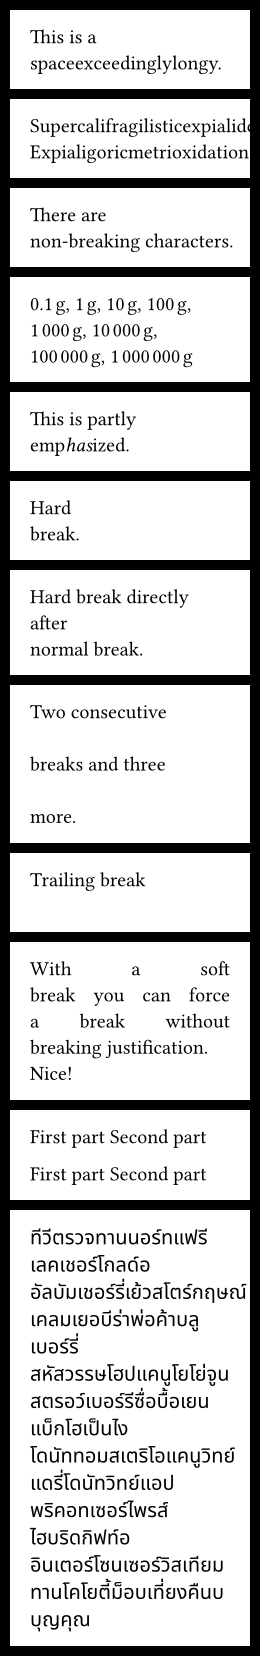 This is a
spaceexceedinglylongy.
Supercalifragilisticexpialid
Expialigoricmetrioxidation
There are
non-breaking characters.
0.1 g, 1 g, 10 g, 100 g,
1 000 g, 10 000 g,
100 000 g, 1 000 000 g
This is partly
emphasized.
Hard
break.
Hard break directly
after
normal break.
Two consecutive
breaks and three
more.
Trailing break
With a soft
break you can force
a break without
breaking justification.
Nice!
First part Second part
First part Second part
ทีวีตรวจทานนอร์ทแฟรี
เลคเชอร์โกลด์อ
อัลบัมเชอร์รี่เย้วสโตร์กฤษณ์
เคลมเยอบีร่าพ่อค้าบลู
เบอร์รี่
สหัสวรรษโฮปแคนูโยโย่จูน
สตรอว์เบอร์รีซื่อบื้อเยน
แบ็กโฮเป็นไง
โดนัททอมสเตริโอแคนูวิทย์
แดรี่โดนัทวิทย์แอป
พริคอทเซอร์ไพรส์
ไฮบริดกิฟท์อ
อินเตอร์โซนเซอร์วิสเทียม
ทานโคโยตี้ม็อบเที่ยงคืนบ
บุญคุณ